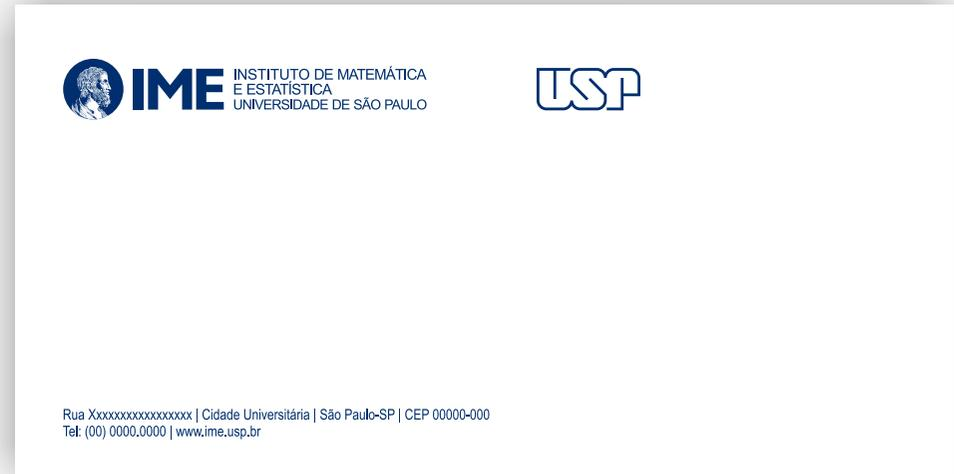 IME
INSTITUTO DE MATEMÁTICA
E ESTATÍSTICA
UNIVERSIDADE DE SÃO PAULO
USP
Rua Xxxxxxxxxxxxxxxxx | Cidade Universitária | São Paulo-SP | CEP 00000-000
Tel: (00) 0000.0000 | www.ime.usp.br